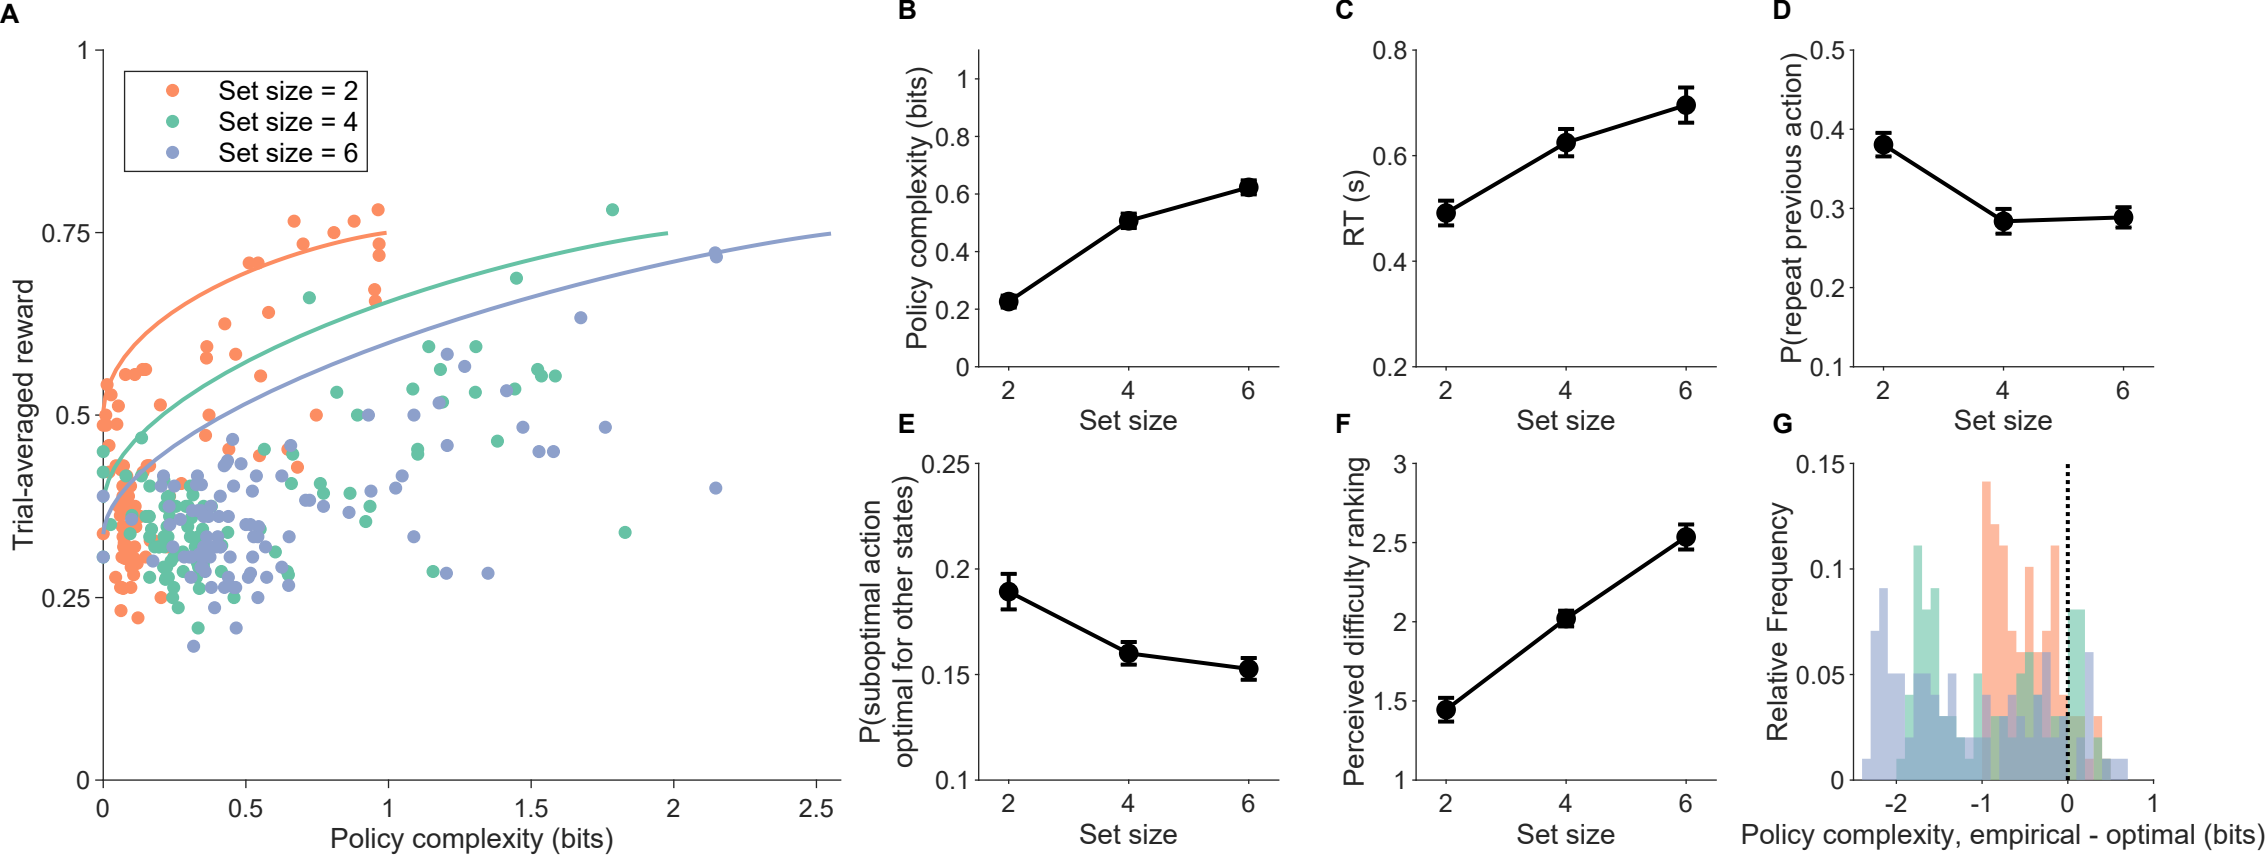 A
1
0.75
0.5
0.25
0
Trial-averaged reward
Set size = 2
Set size = 4
Set size = 6
0
0.5
1
1.5
2
2.5
Policy complexity (bits)
B
1
0.8
0.6
0.4
0.2
0
Policy complexity (bits)
2
4
6
Set size
C
0.8
0.6
0.4
0.2
RT (s)
2
4
6
Set size
D
0.5
0.4
0.3
0.2
0.1
P(repeat previous action)
2
4
6
Set size
E
0.25
0.2
0.15
0.1
P(suboptimal action
optimal for other states)
2
4
6
Set size
F
3
2.5
2
1.5
1
Perceived difficulty ranking
2
4
6
Set size
G
0.15
0.1
0.05
0
Relative Frequency
-2
-1
0
1
Policy complexity, empirical - optimal (bits)